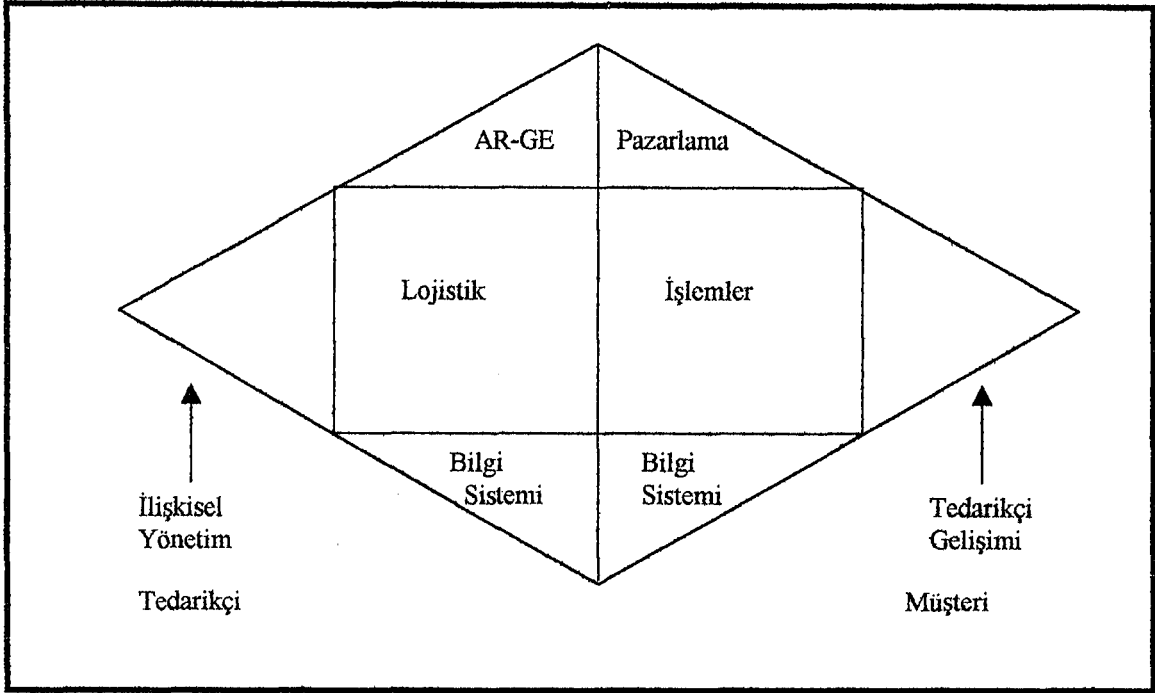 AR-GE
Pazarlama
Lojistik
İşlemler
Bilgi
Sistemi
Bilgi
Sistemi
İlişkisel
Yönetim
Tedarikçi
Tedarikçi
Gelişimi
Müşteri